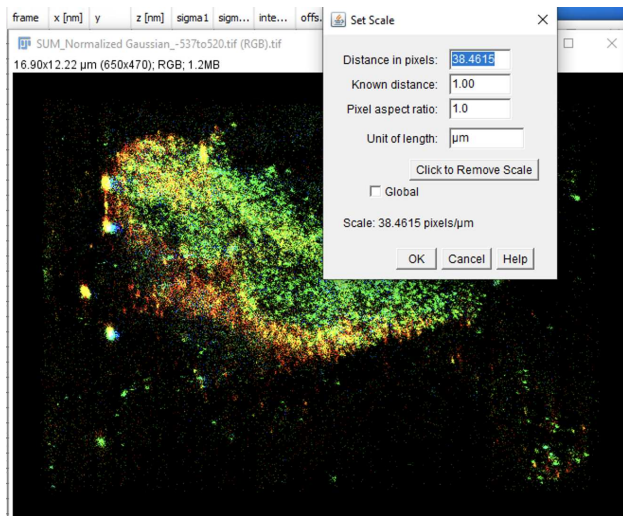 frame x [nm] y z [nm] sigma1 sigm... inte... offs.
Set Scale
SUM_Normalized Gaussian_-537to520.tif (RGB).tif
16.90x12.22 µm (650x470); RGB; 1.2MB
Distance in pixels: 38.4615
Known distance: 1.00
Pixel aspect ratio: 1.0
Unit of length: µm
Click to Remove Scale
Global
Scale: 38.4615 pixels/µm
OK Cancel Help